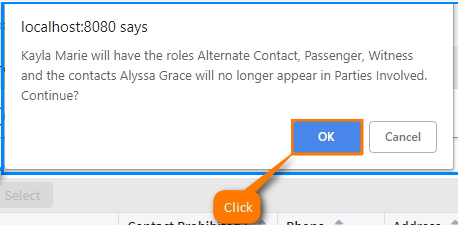 localhost:8080 says
Kayla Marie will have the roles Alternate Contact, Passenger, Witness
and the contacts Alyssa Grace will no longer appear in Parties Involved.
Continue?
OK Cancel
Select
Click
Phone Address